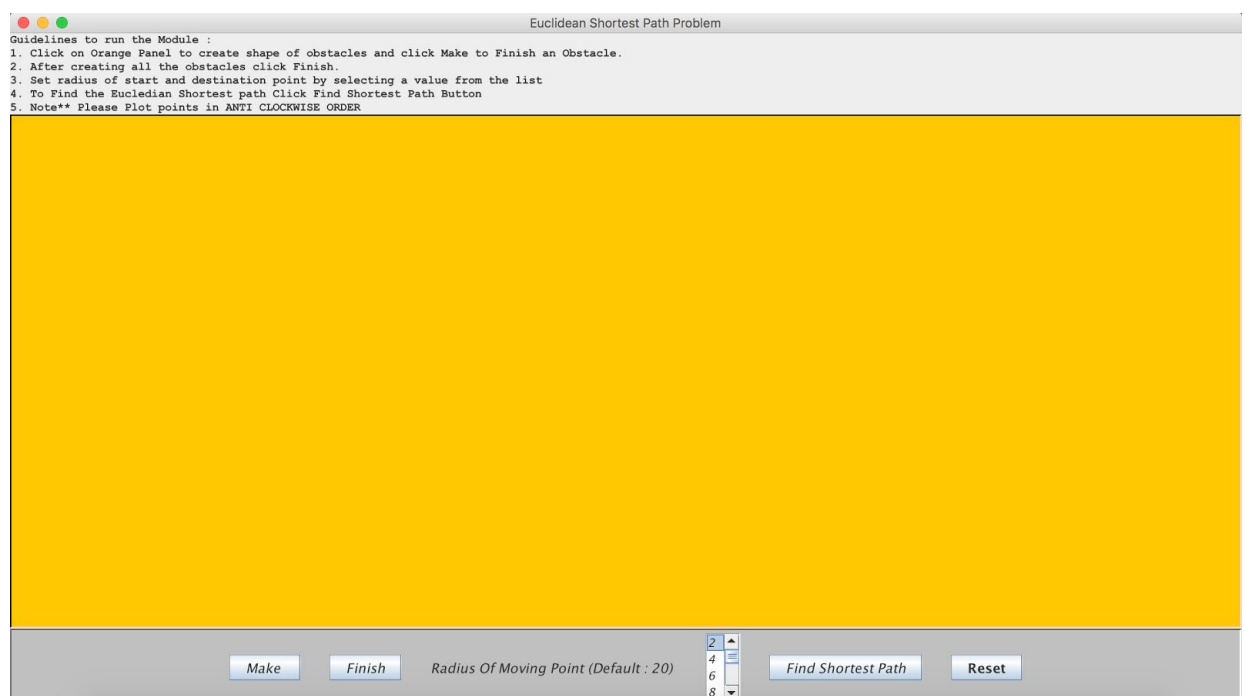 Euclidean Shortest Path Problem
Guidelines to run the Module :
1. Click on Orange Panel to create shape of obstacles and click Make to Finish an Obstacle.
2. After creating all the obstacles click Finish.
3. Set radius of start and destination point by selecting a value from the list
4. To Find the Eucledian Shortest path Click Find Shortest Path Button
5. Note** Please Plot points in ANTI CLOCKWISE ORDER
Make Finish Radius Of Moving Point (Default : 20)
2
4
6
8
Find Shortest Path Reset